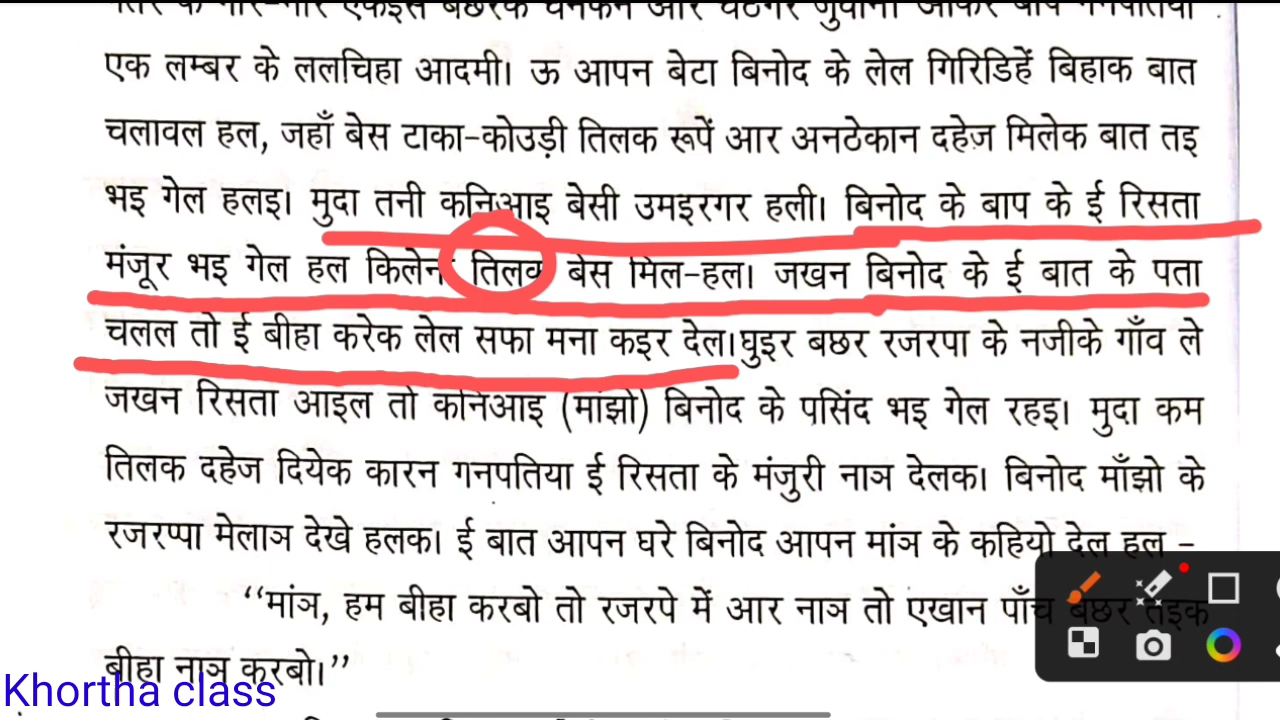 एक लम्बर के ललचिहा आदमी। ऊ आपन बेटा बिनोद के लेल गिरिडिहें बिहाक बात
चलावल हल, जहाँ बेस टाका-कोउड़ी तिलक रूपें आर अनठेकान दहेज़ मिलेक बात तइ
भइ गेल हलइ। मुदा तनी कनिआइ बेसी उमइरगर हली। बिनोद के बाप के ई रिसता
मंजूर भइ गेल हल किलेन तिलक बेस मिल-हल। जखन बिनोद के ई बात के पता
चलल तो ई बीहा करेक लेल सफा मना कइर देल। घुइर बछर रजरपा के नजीके गाँव ले
जखन रिसता आइल तो कनिआइ (मांझो) बिनोद के पसिंद भइ गेल रहइ। मुदा कम
तिलक दहेज दियेक कारन गनपतिया ई रिसता के मंजुरी नाञ देलक। बिनोद माँझो के
रजरप्पा मेलाञ देखे हलक। ई बात आपन घरे बिनोद आपन मांञ के कहियो देल हल –
“मांञ, हम बीहा करबो तो रजरपे में आर नाञ तो एखान पाँच बछर तइक
बीहा नाञ करबो।”
Khortha class